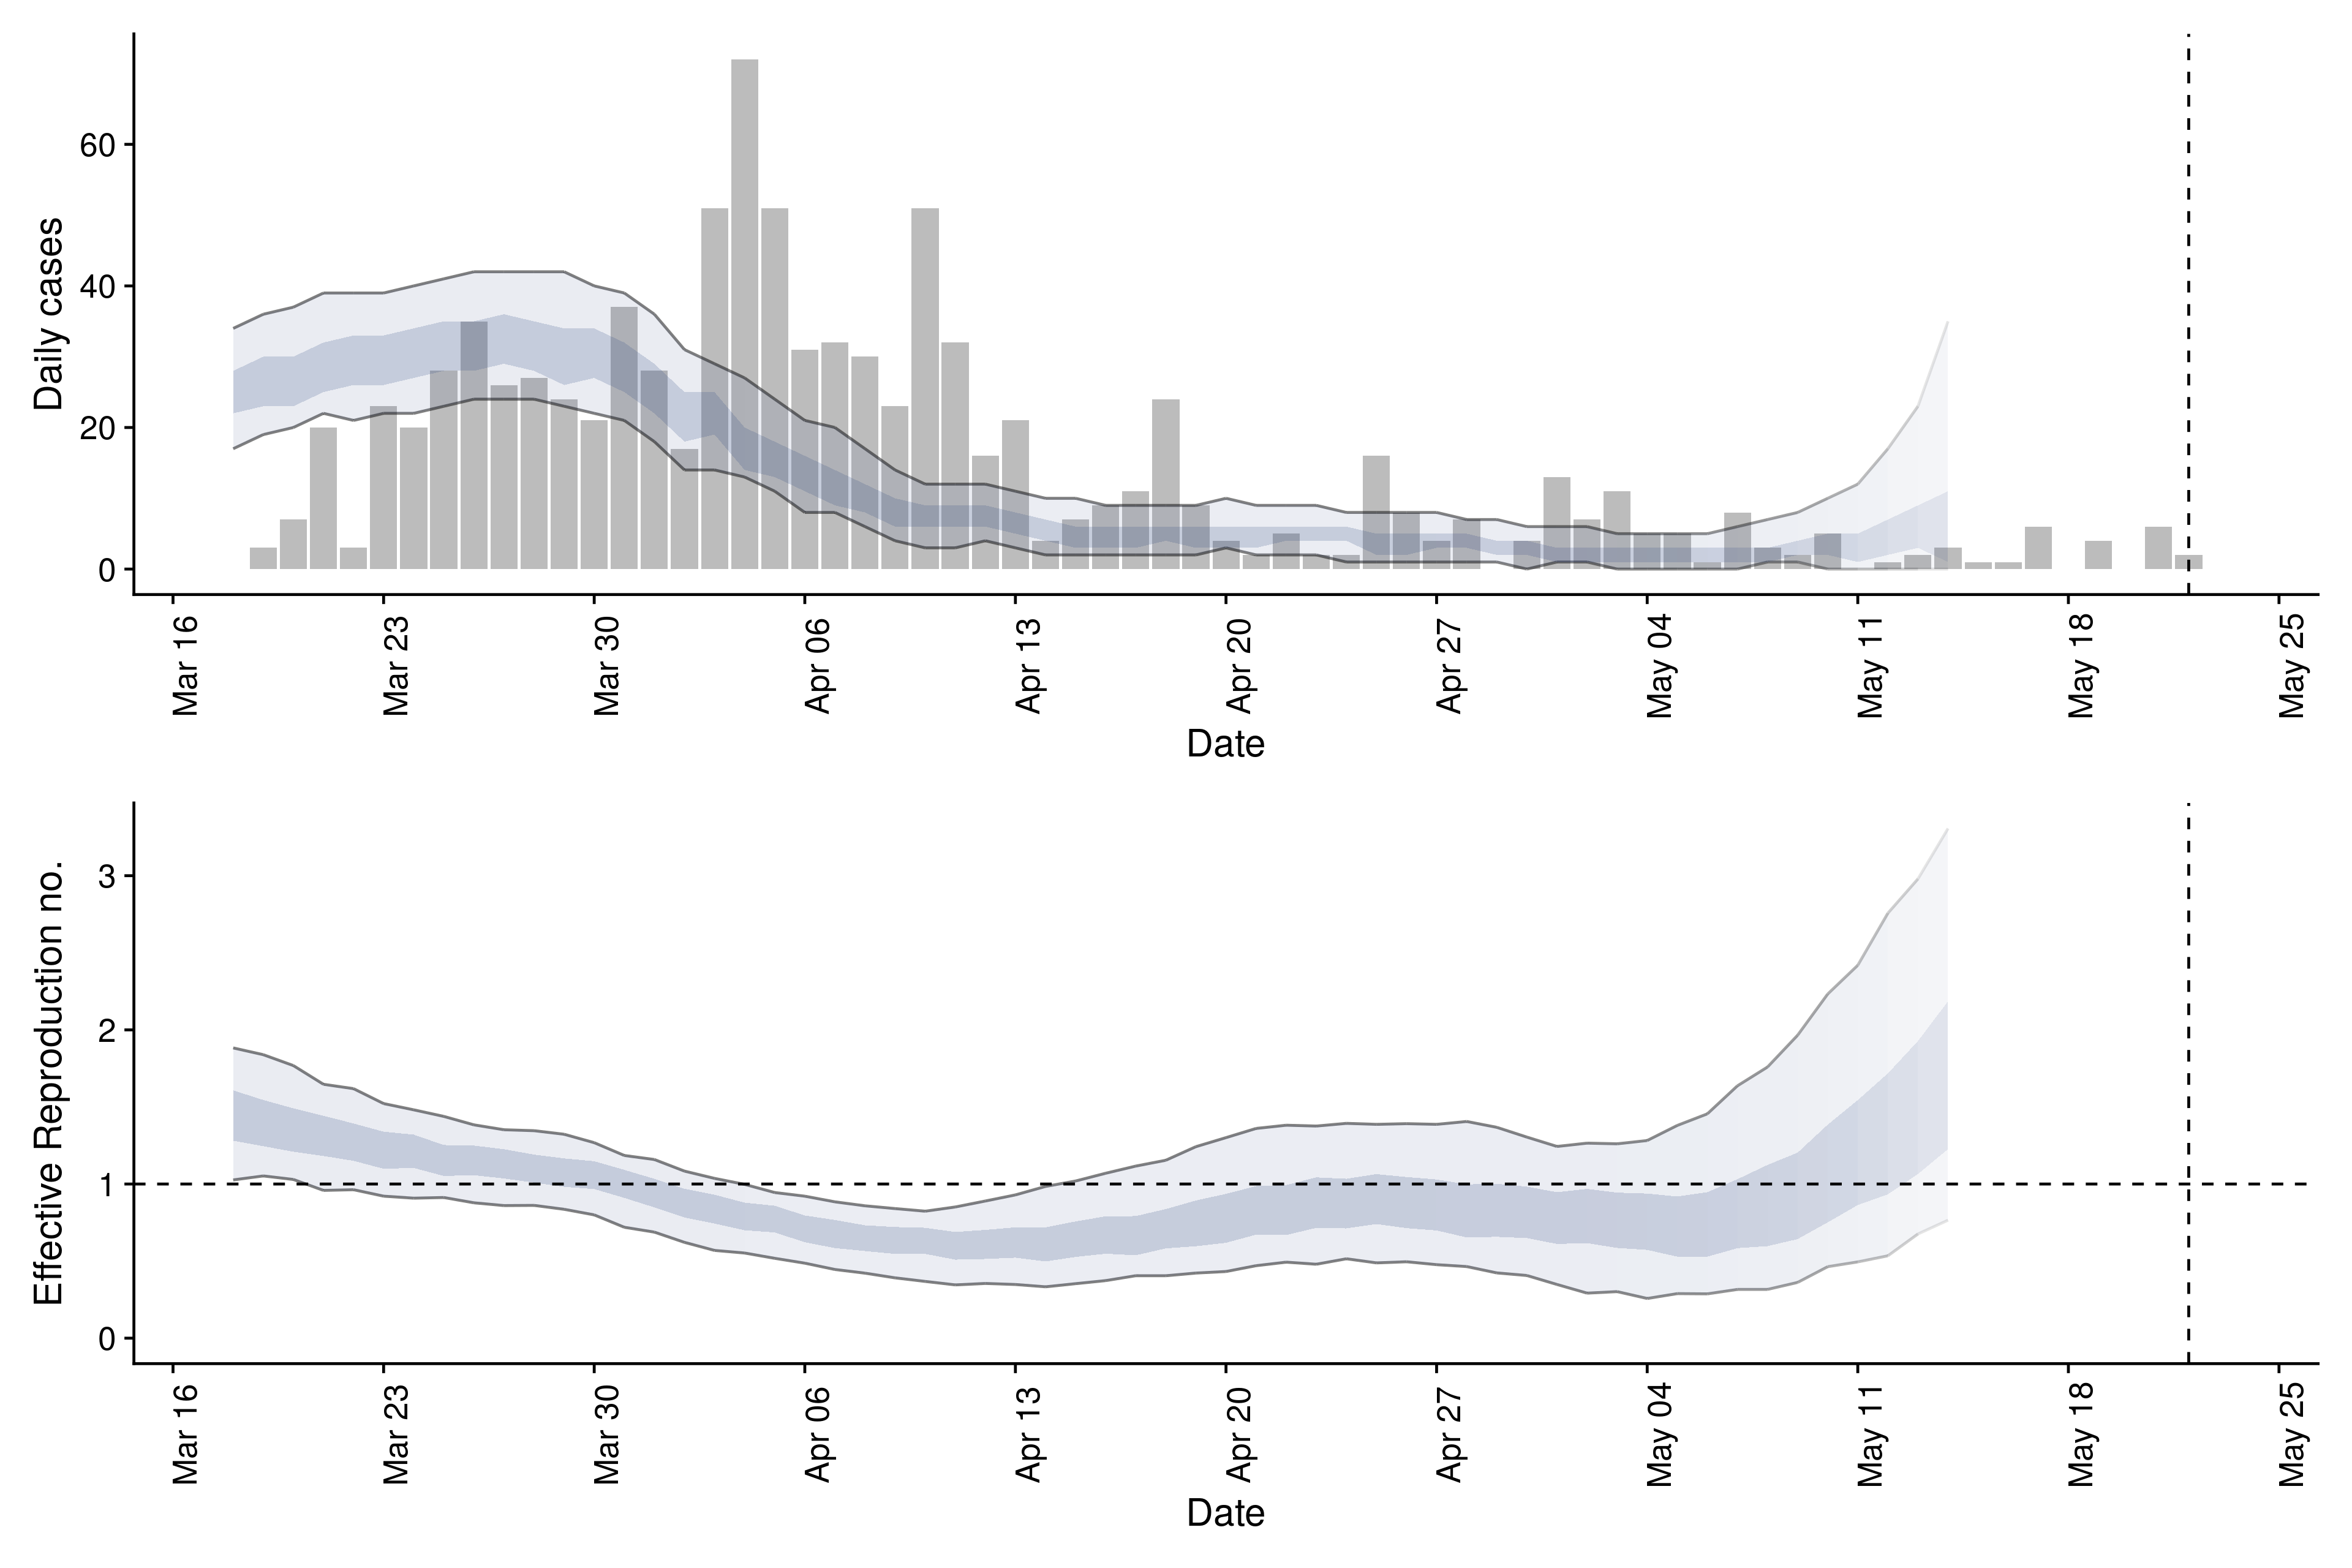 Daily cases
60
40
20
0
Mar 16
Mar 23
Mar 30
Apr 06
Apr 13
Apr 20
Apr 27
May 04
May 11
May 18
May 25
Date
Effective Reproduction no.
3
2
1
0
Mar 16
Mar 23
Mar 30
Apr 06
Apr 13
Apr 20
Apr 27
May 04
May 11
May 18
May 25
Date